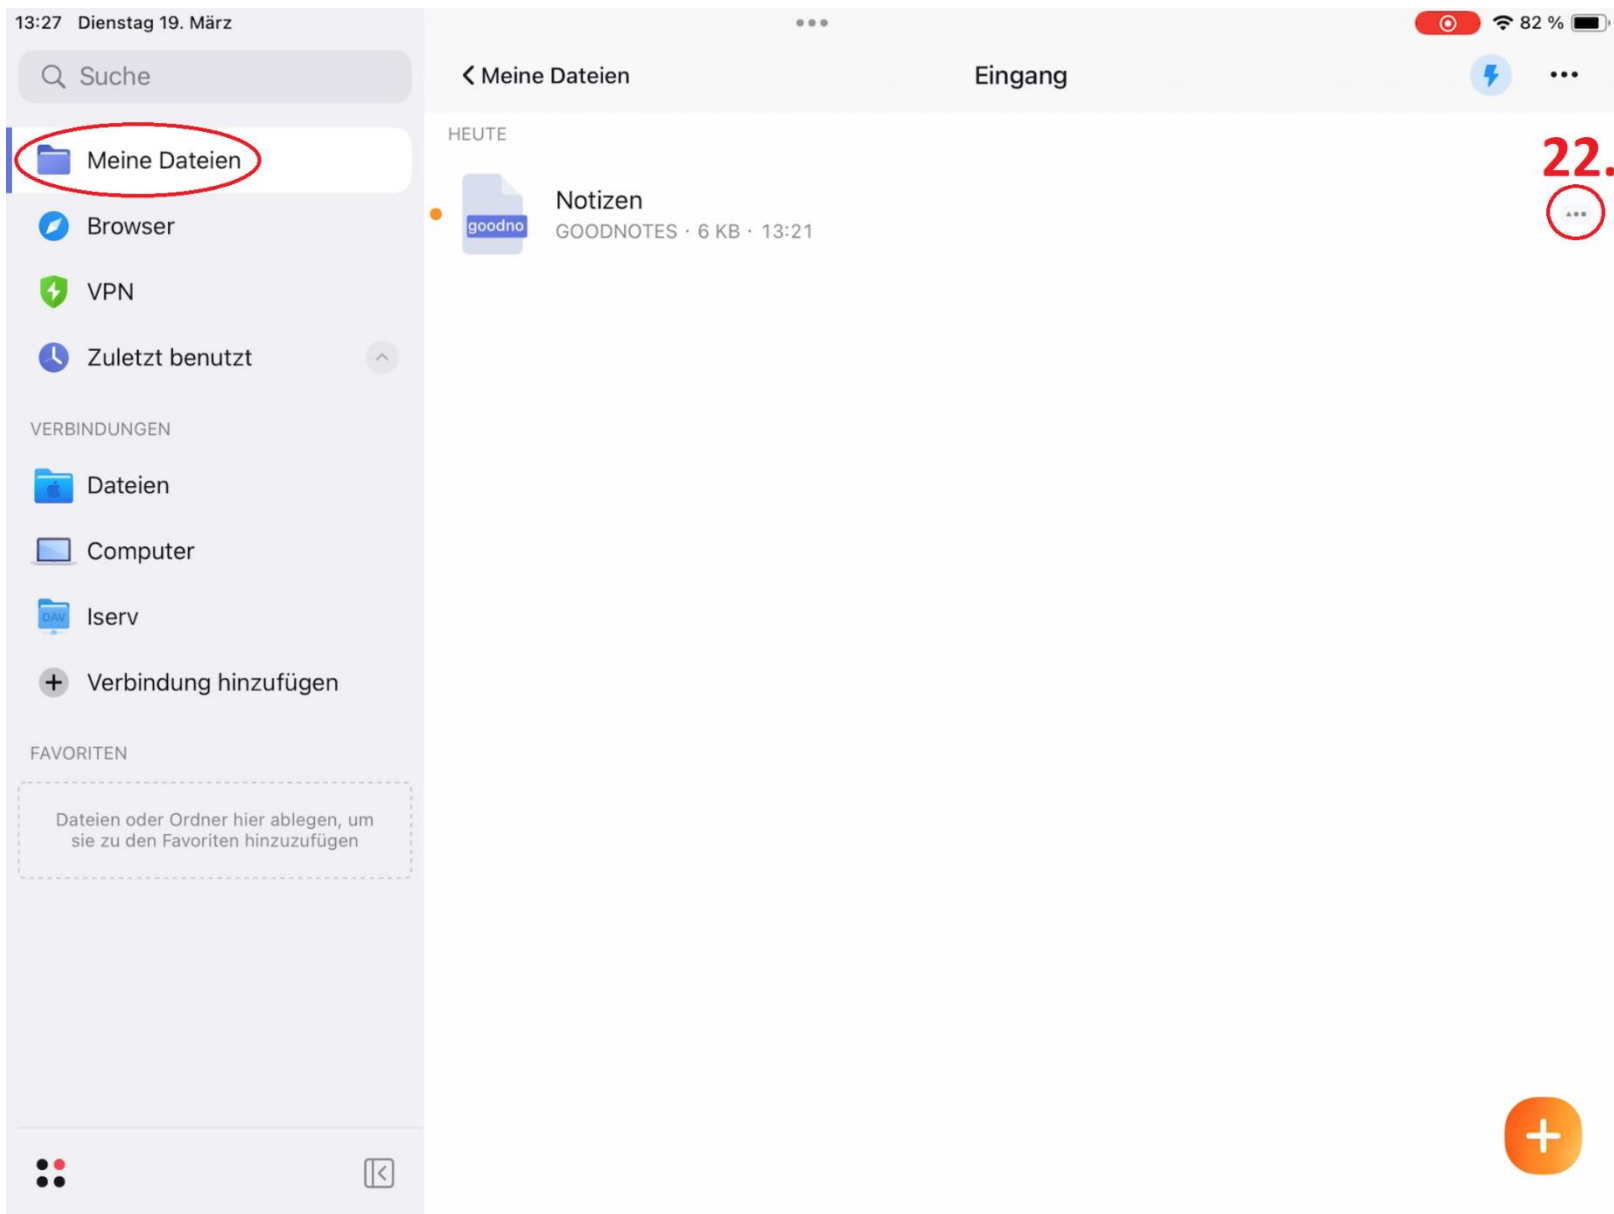 13:27 Dienstag 19. März
82 %
Suche
Meine Dateien
Browser
VPN
Zuletzt benutzt
VERBINDUNGEN
Dateien
Computer
DAV
Iserv
Verbindung hinzufügen
FAVORITEN
Dateien oder Ordner hier ablegen, um
sie zu den Favoriten hinzuzufügen
Meine Dateien
Eingang
HEUTE
22.
goodno
Notizen
GOODNOTES · 6 KB · 13:21